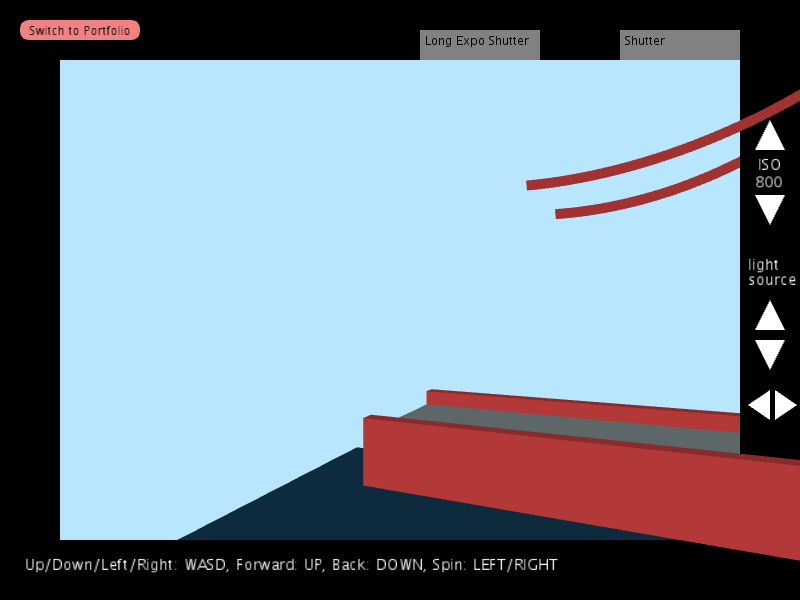 Switch to Portfolio
Long Expo Shutter
Shutter
ISO
800
light
source
Up/Down/Left/Right: WASD, Forward: UP, Back: DOWN, Spin: LEFT/RIGHT